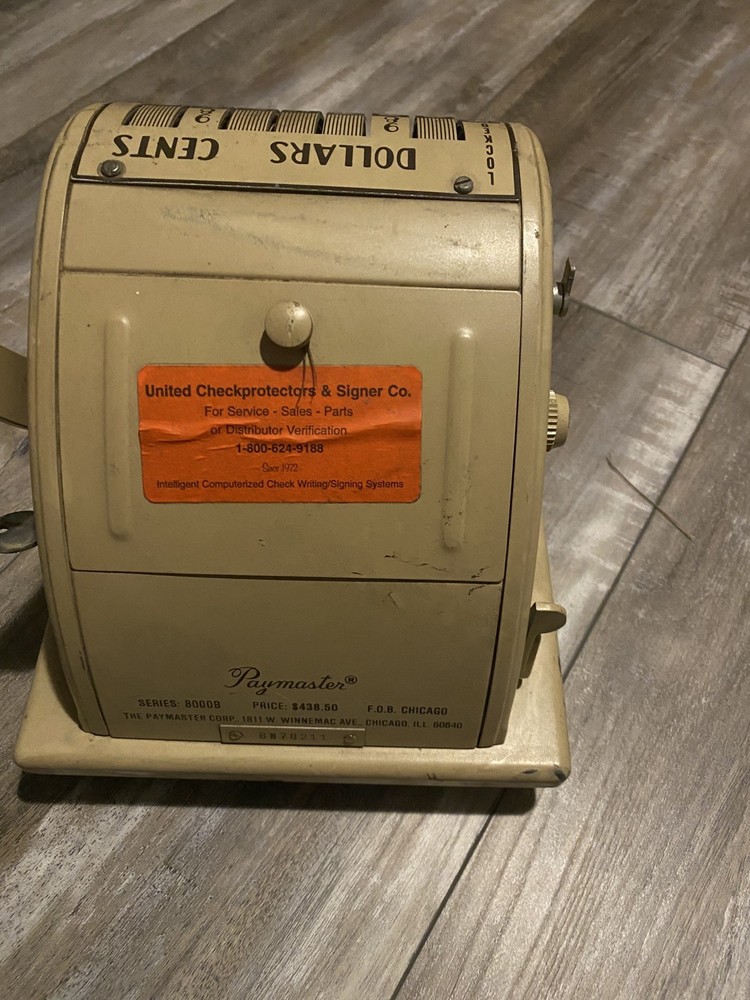 DOLLARS CENTS
United Checkprotectors & Signer Co.
For Service - Sales - Parts
or Distributor Verification
1-800-624-9188
Since 1972
Intelligent Computerized Check Writing/Signing Systems
Paymaster®
SERIES: 8000B PRICE: $438.50 F.O.B. CHICAGO
THE PAYMASTER CORP. 1811 W. WINNEMAC AVE., CHICAGO, ILL. 60640